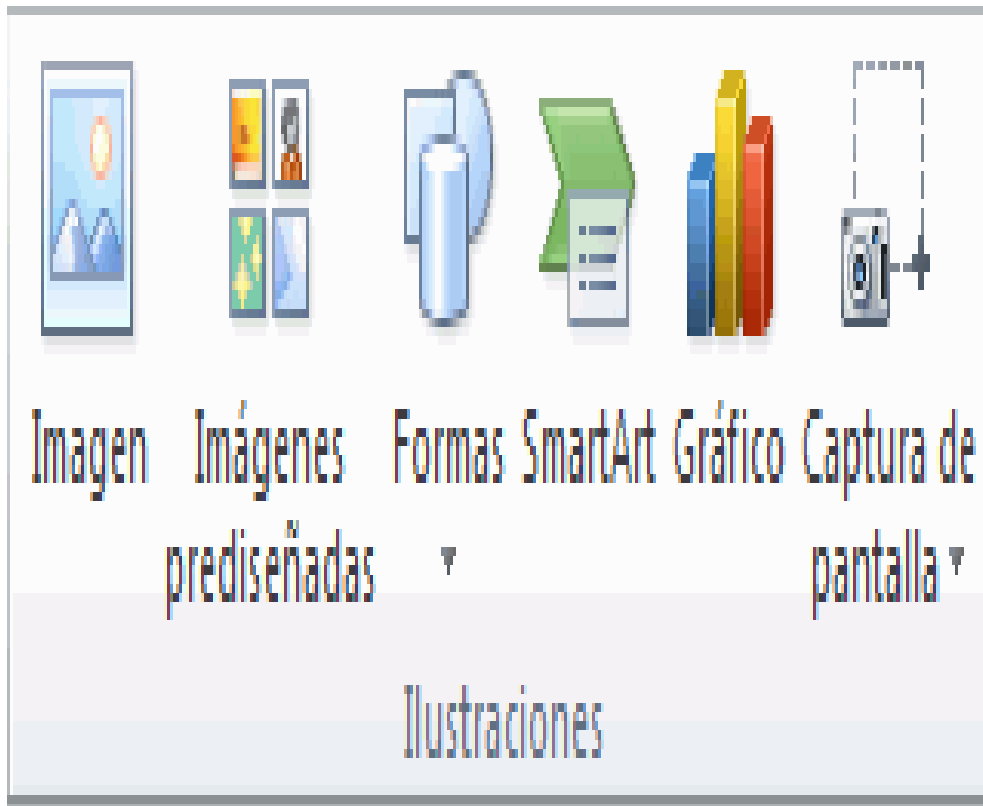 Imagen Imágenes Formas SmartArt Gráfico Captura de
prediseñadas pantalla
Ilustraciones